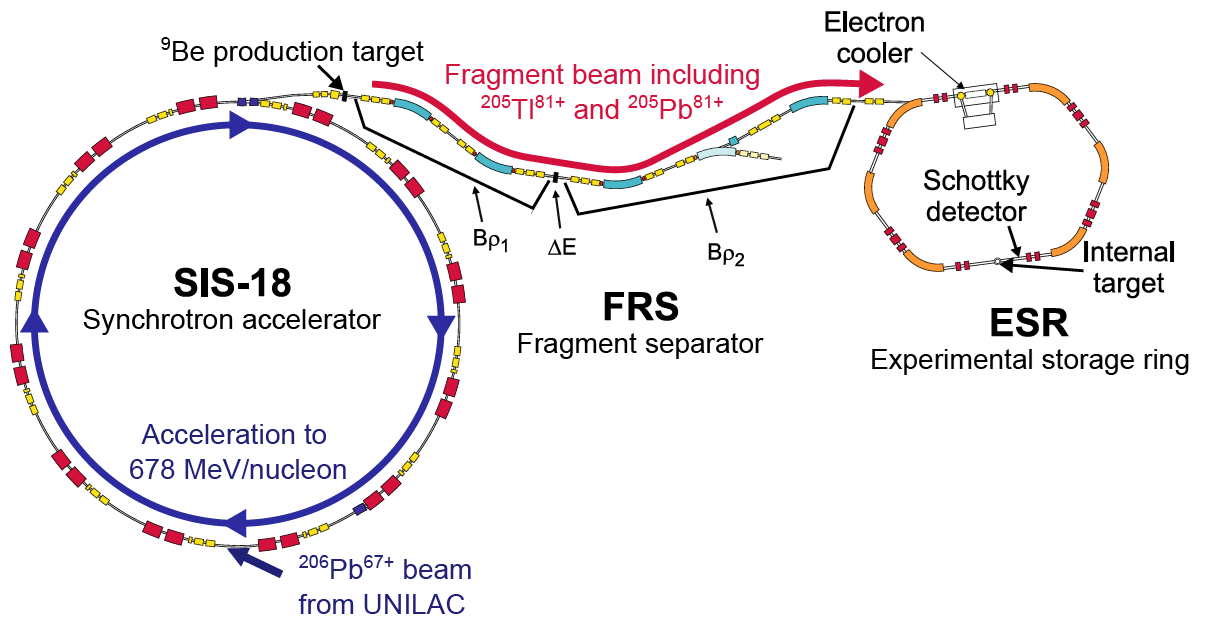 ⁹Be production target
Fragment beam including
²⁰⁵Tl⁸¹⁺ and ²⁰⁵Pb⁸¹⁺
Electron
cooler
Schottky
detector
Internal
target
Bρ₁
ΔE
Bρ₂
SIS-18
Synchrotron accelerator
FRS
Fragment separator
ESR
Experimental storage ring
Acceleration to
678 MeV/nucleon
²⁰⁶Pb⁶⁷⁺ beam
from UNILAC